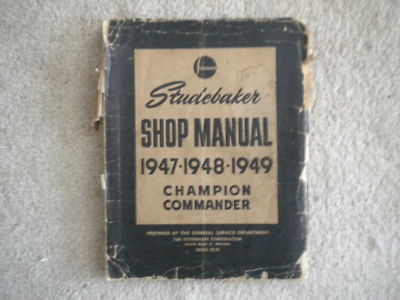 Studebaker
SHOP MANUAL
1947·1948·1949
CHAMPION
COMMANDER
PREPARED BY THE GENERAL SERVICE DEPARTMENT
THE STUDEBAKER CORPORATION
SOUTH BEND 27, INDIANA